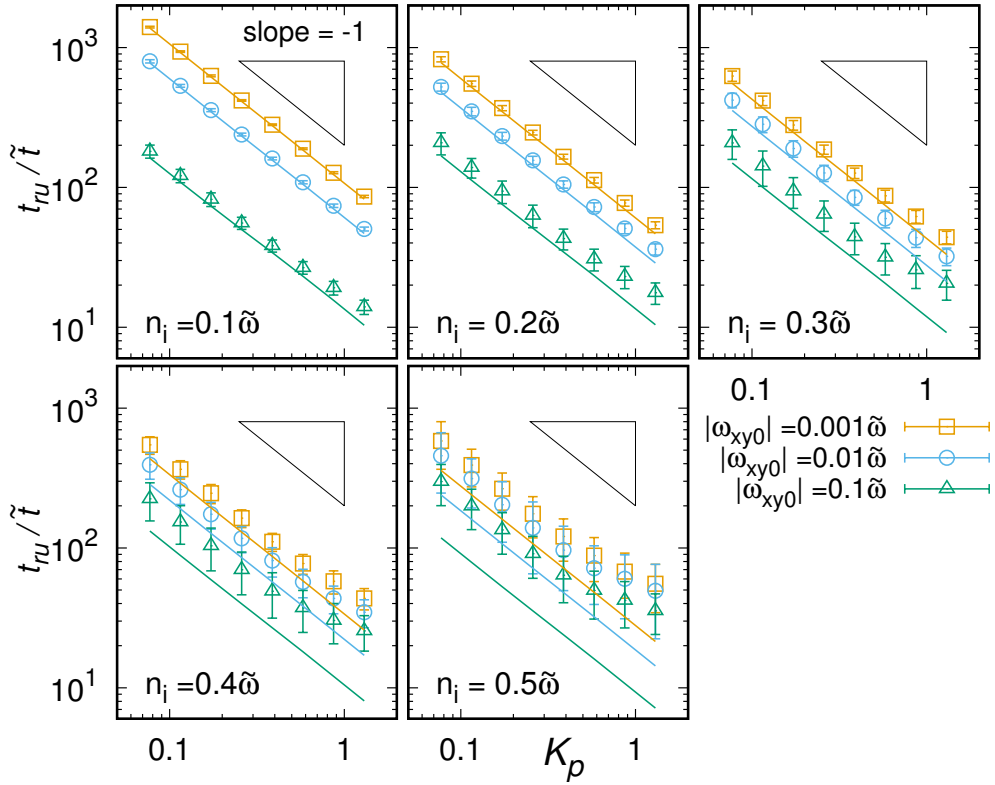 slope = -1
10³
10²
10¹
t_ru/t̃
n_i =0.1ω̃
n_i = 0.2ω̃
n_i = 0.3ω̃
0.1 1
|ω_xy0| =0.001ω̃
|ω_xy0| =0.01ω̃
|ω_xy0| =0.1ω̃
10³
10²
10¹
t_ru/t̃
n_i =0.4ω̃
n_i = 0.5ω̃
0.1 1
0.1 1
K_p